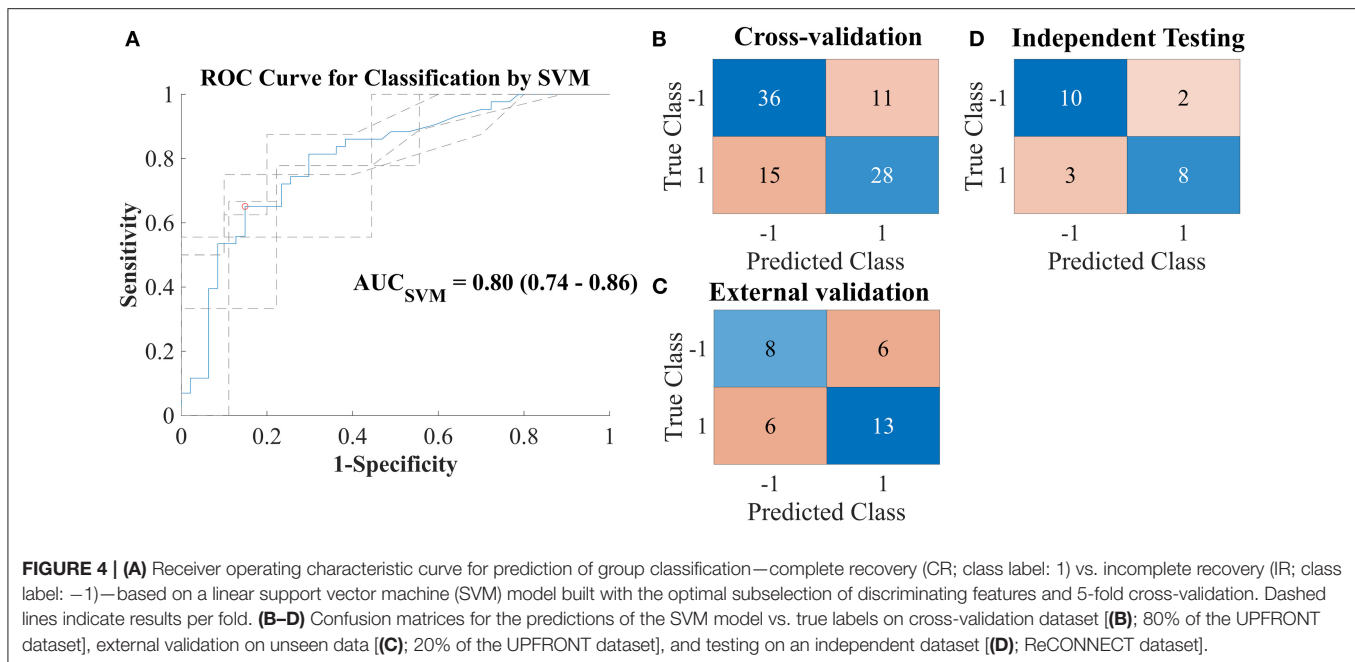 A
ROC Curve for Classification by SVM
1
0.8
0.6
0.4
0.2
0
Sensitivity
0 0.2 0.4 0.6 0.8 1
1-Specificity
AUC_SVM = 0.80 (0.74 - 0.86)
B
Cross-validation
True Class
-1 36 11
1 15 28
-1 1
Predicted Class
D
Independent Testing
True Class
-1 10 2
1 3 8
-1 1
Predicted Class
C
External validation
True Class
-1 8 6
1 6 13
-1 1
Predicted Class
FIGURE 4 | (A) Receiver operating characteristic curve for prediction of group classification—complete recovery (CR; class label: 1) vs. incomplete recovery (IR; class
label: −1)—based on a linear support vector machine (SVM) model built with the optimal subselection of discriminating features and 5-fold cross-validation. Dashed
lines indicate results per fold. (B–D) Confusion matrices for the predictions of the SVM model vs. true labels on cross-validation dataset [(B); 80% of the UPFRONT
dataset], external validation on unseen data [(C); 20% of the UPFRONT dataset], and testing on an independent dataset [(D); ReCONNECT dataset].